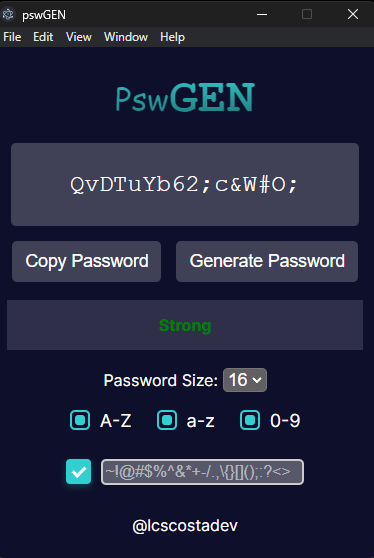 pswGEN
File Edit View Window Help
PswGEN
QvDTuYb62;c&W#O;
Copy Password Generate Password
Strong
Password Size: 16
A-Z a-z 0-9
~!@#$%^&*+-/.,\{}[]();:?<>
@lcscostadev